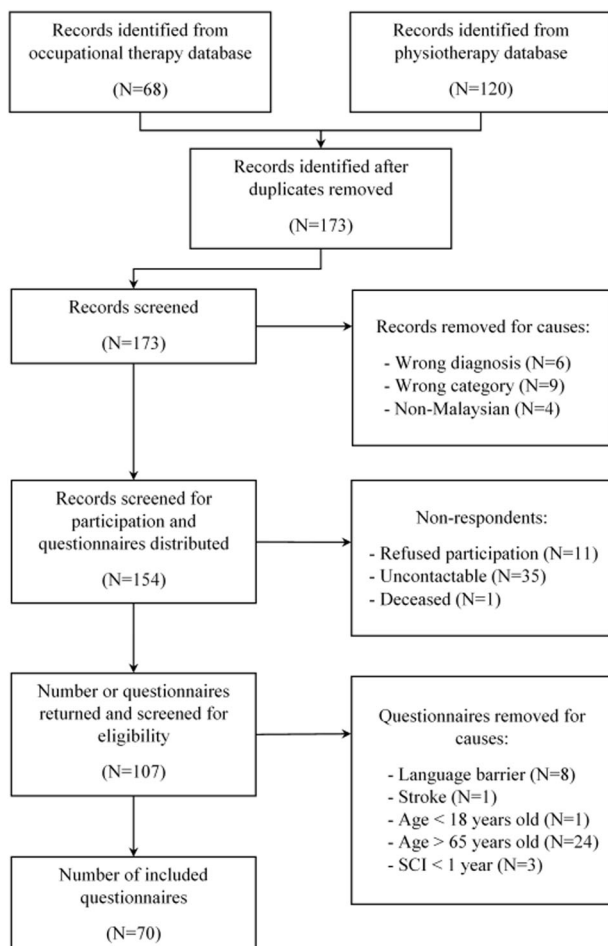 Records identified from
occupational therapy database
(N=68)
Records identified from
physiotherapy database
(N=120)
Records identified after
duplicates removed
(N=173)
Records screened
(N=173)
Records removed for causes:
- Wrong diagnosis (N=6)
- Wrong category (N=9)
- Non-Malaysian (N=4)
Records screened for
participation and
questionnaires distributed
(N=154)
Non-respondents:
- Refused participation (N=11)
- Uncontactable (N=35)
- Deceased (N=1)
Number or questionnaires
returned and screened for
eligibility
(N=107)
Questionnaires removed for
causes:
- Language barrier (N=8)
- Stroke (N=1)
- Age < 18 years old (N=1)
- Age > 65 years old (N=24)
- SCI < 1 year (N=3)
Number of included
questionnaires
(N=70)